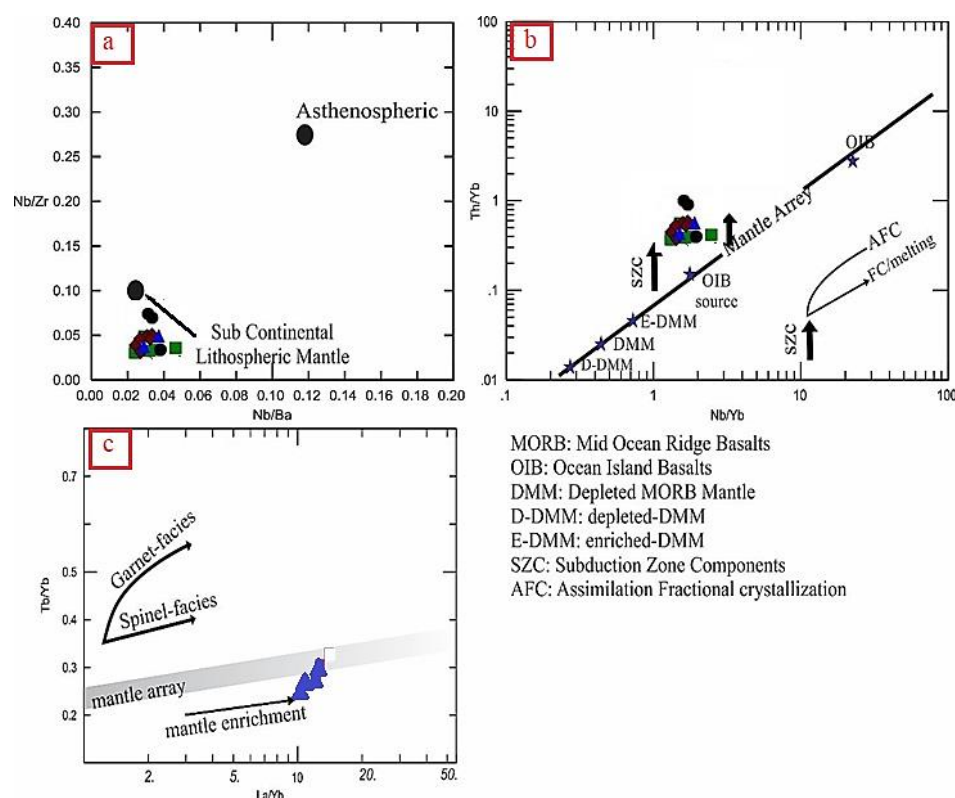 a
0.40
0.30
Nb/Zr
0.20
0.10
0.05
0.00
Asthenospheric
0.30
0.25
0.20
0.15
Sub Continental
Lithospheric Mantle
0.00 0.02 0.04 0.06 0.08 0.10 0.12 0.14 0.16 0.20
Nb/Ba
b
100
10
Th/Yb
1
.1
.01
OIB
Mantle Arrey
SZC
AFC
FC/melting
OIB
source
E-DMM
DMM
D-DMM
SZC
.1 1 10 100
Nb/Yb
c
0.7
0.5
Tb/Yb
0.4
0.3
0.2
Garnet-facies
Spinel-facies
mantle array
mantle enrichment
2. 5. 10 20. 50.
La/Yb
MORB: Mid Ocean Ridge Basalts
OIB: Ocean Island Basalts
DMM: Depleted MORB Mantle
D-DMM: depleted-DMM
E-DMM: enriched-DMM
SZC: Subduction Zone Components
AFC: Assimilation Fractional crystallization